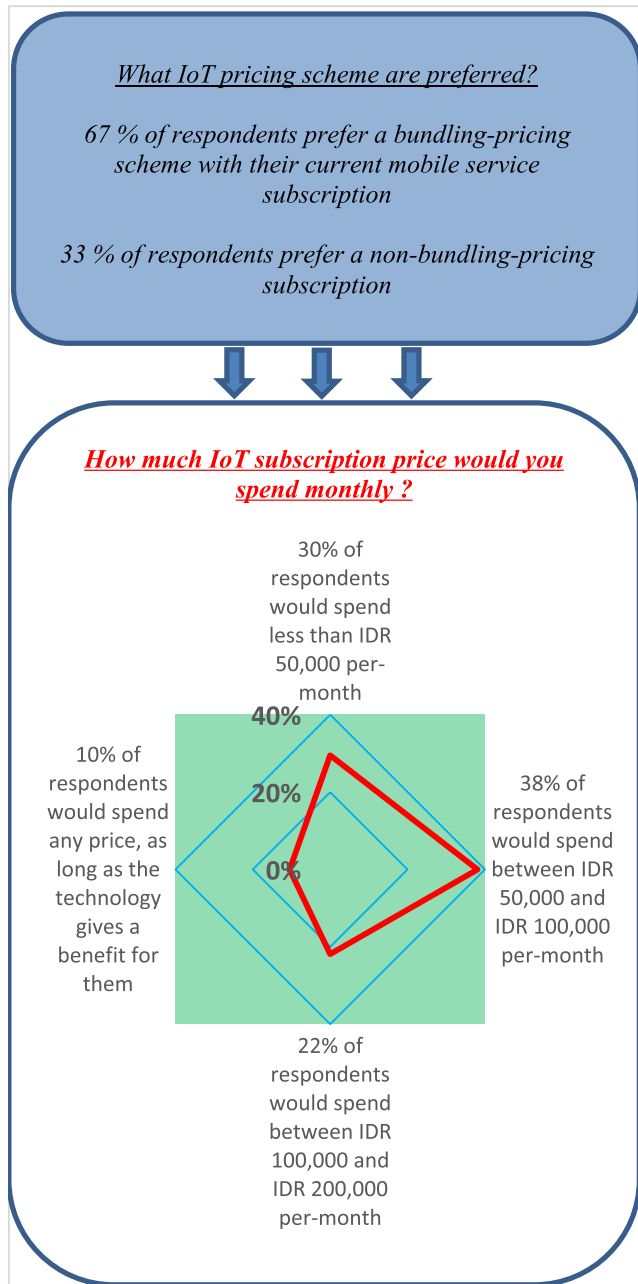 What IoT pricing scheme are preferred?
67 % of respondents prefer a bundling-pricing
scheme with their current mobile service
subscription
33 % of respondents prefer a non-bundling-pricing
subscription
How much IoT subscription price would you
spend monthly ?
30% of
respondents
would spend
less than IDR
50,000 per-
month
40%
20%
0%
10% of
respondents
would spend
any price, as
long as the
technology
gives a
benefit for
them
38% of
respondents
would spend
between IDR
50,000 and
IDR 100,000
per-month
22% of
respondents
would spend
between IDR
100,000 and
IDR 200,000
per-month